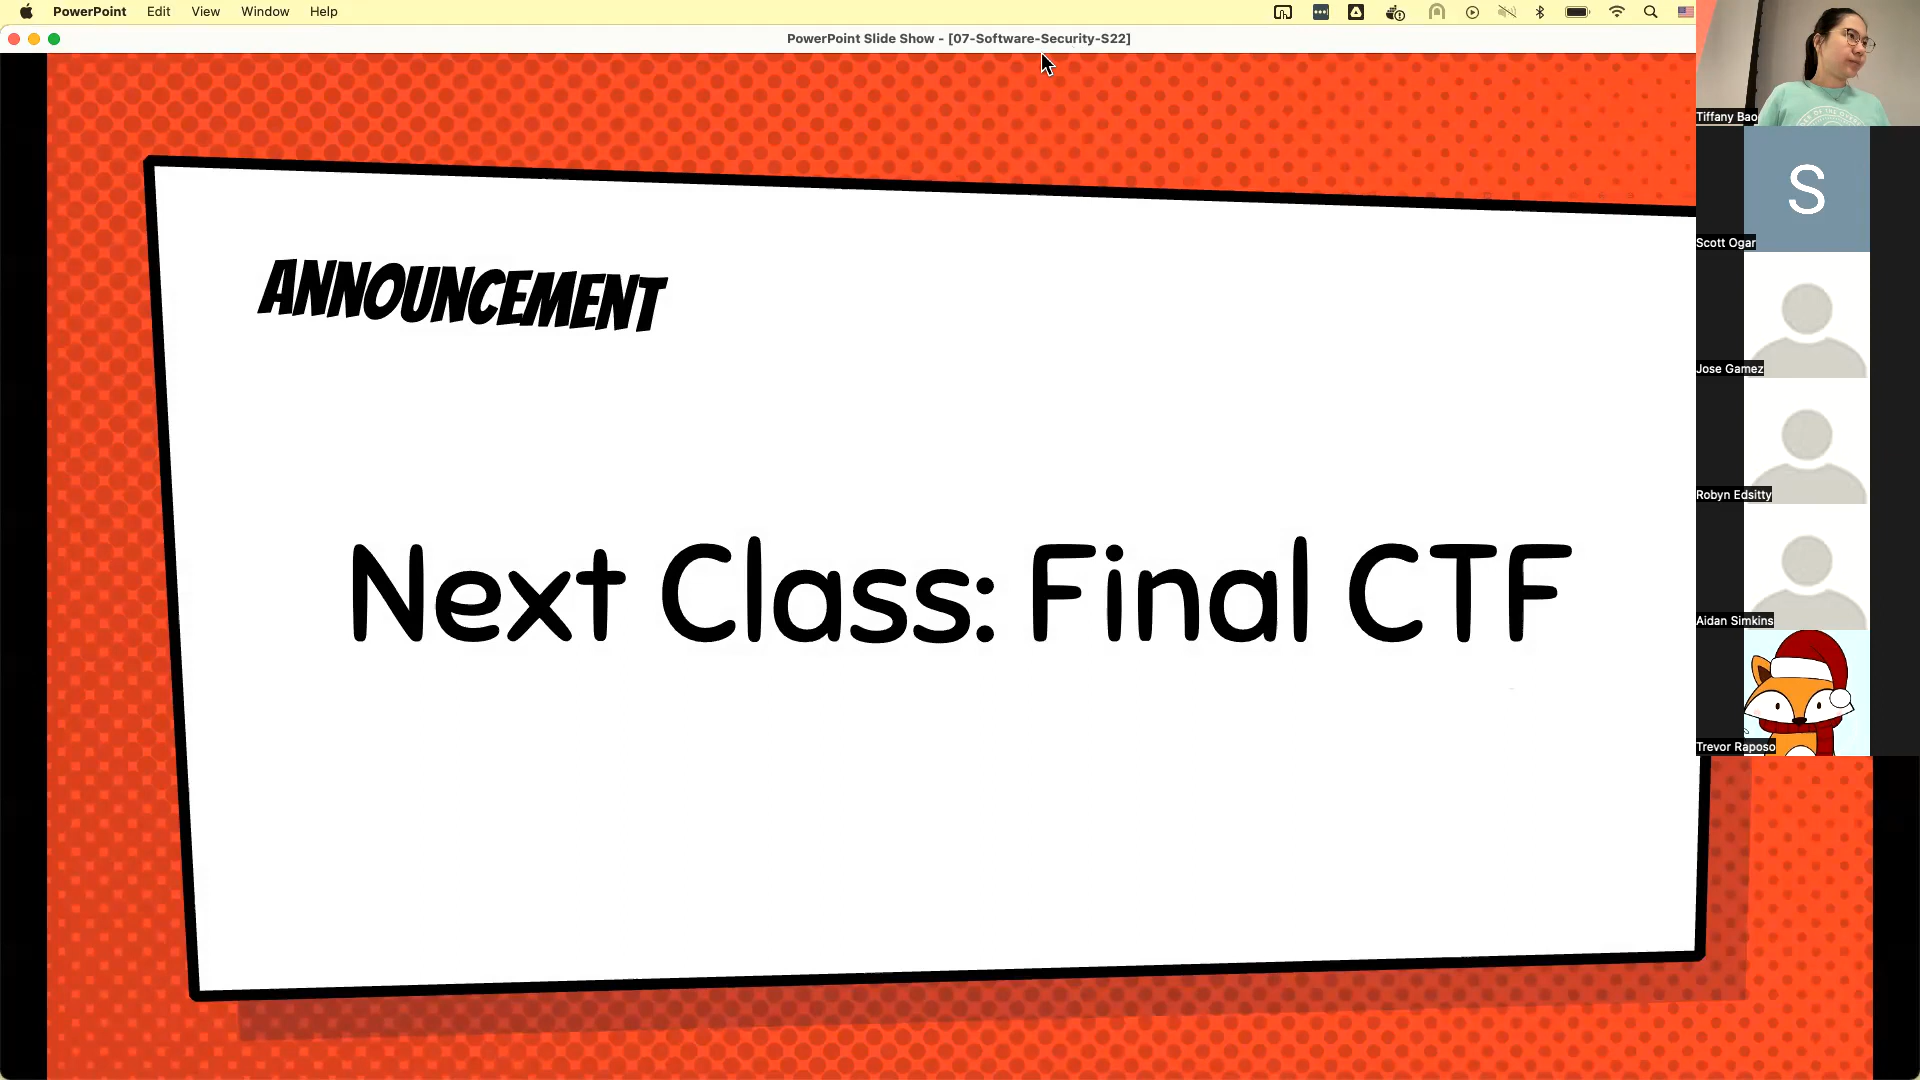 PowerPoint Edit View Window Help
PowerPoint Slide Show - [07-Software-Security-S22]
ANNOUNCEMENT
Next Class: Final CTF
Tiffany Bao
S
Scott Ogar
Jose Gamez
Robyn Edsitty
Aidan Simkins
Trevor Raposo